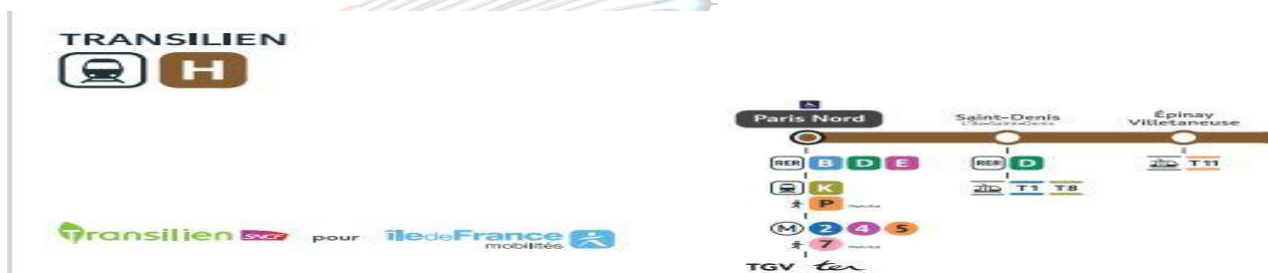 TRANSILIEN
H
Transilien SNCF pour îledeFrance mobilités
Paris Nord
RER B D E
K
P
M 2 4 5
7
TGV ter
Saint-Denis
RER D
T1 T8
Épinay
Villetaneuse
T11